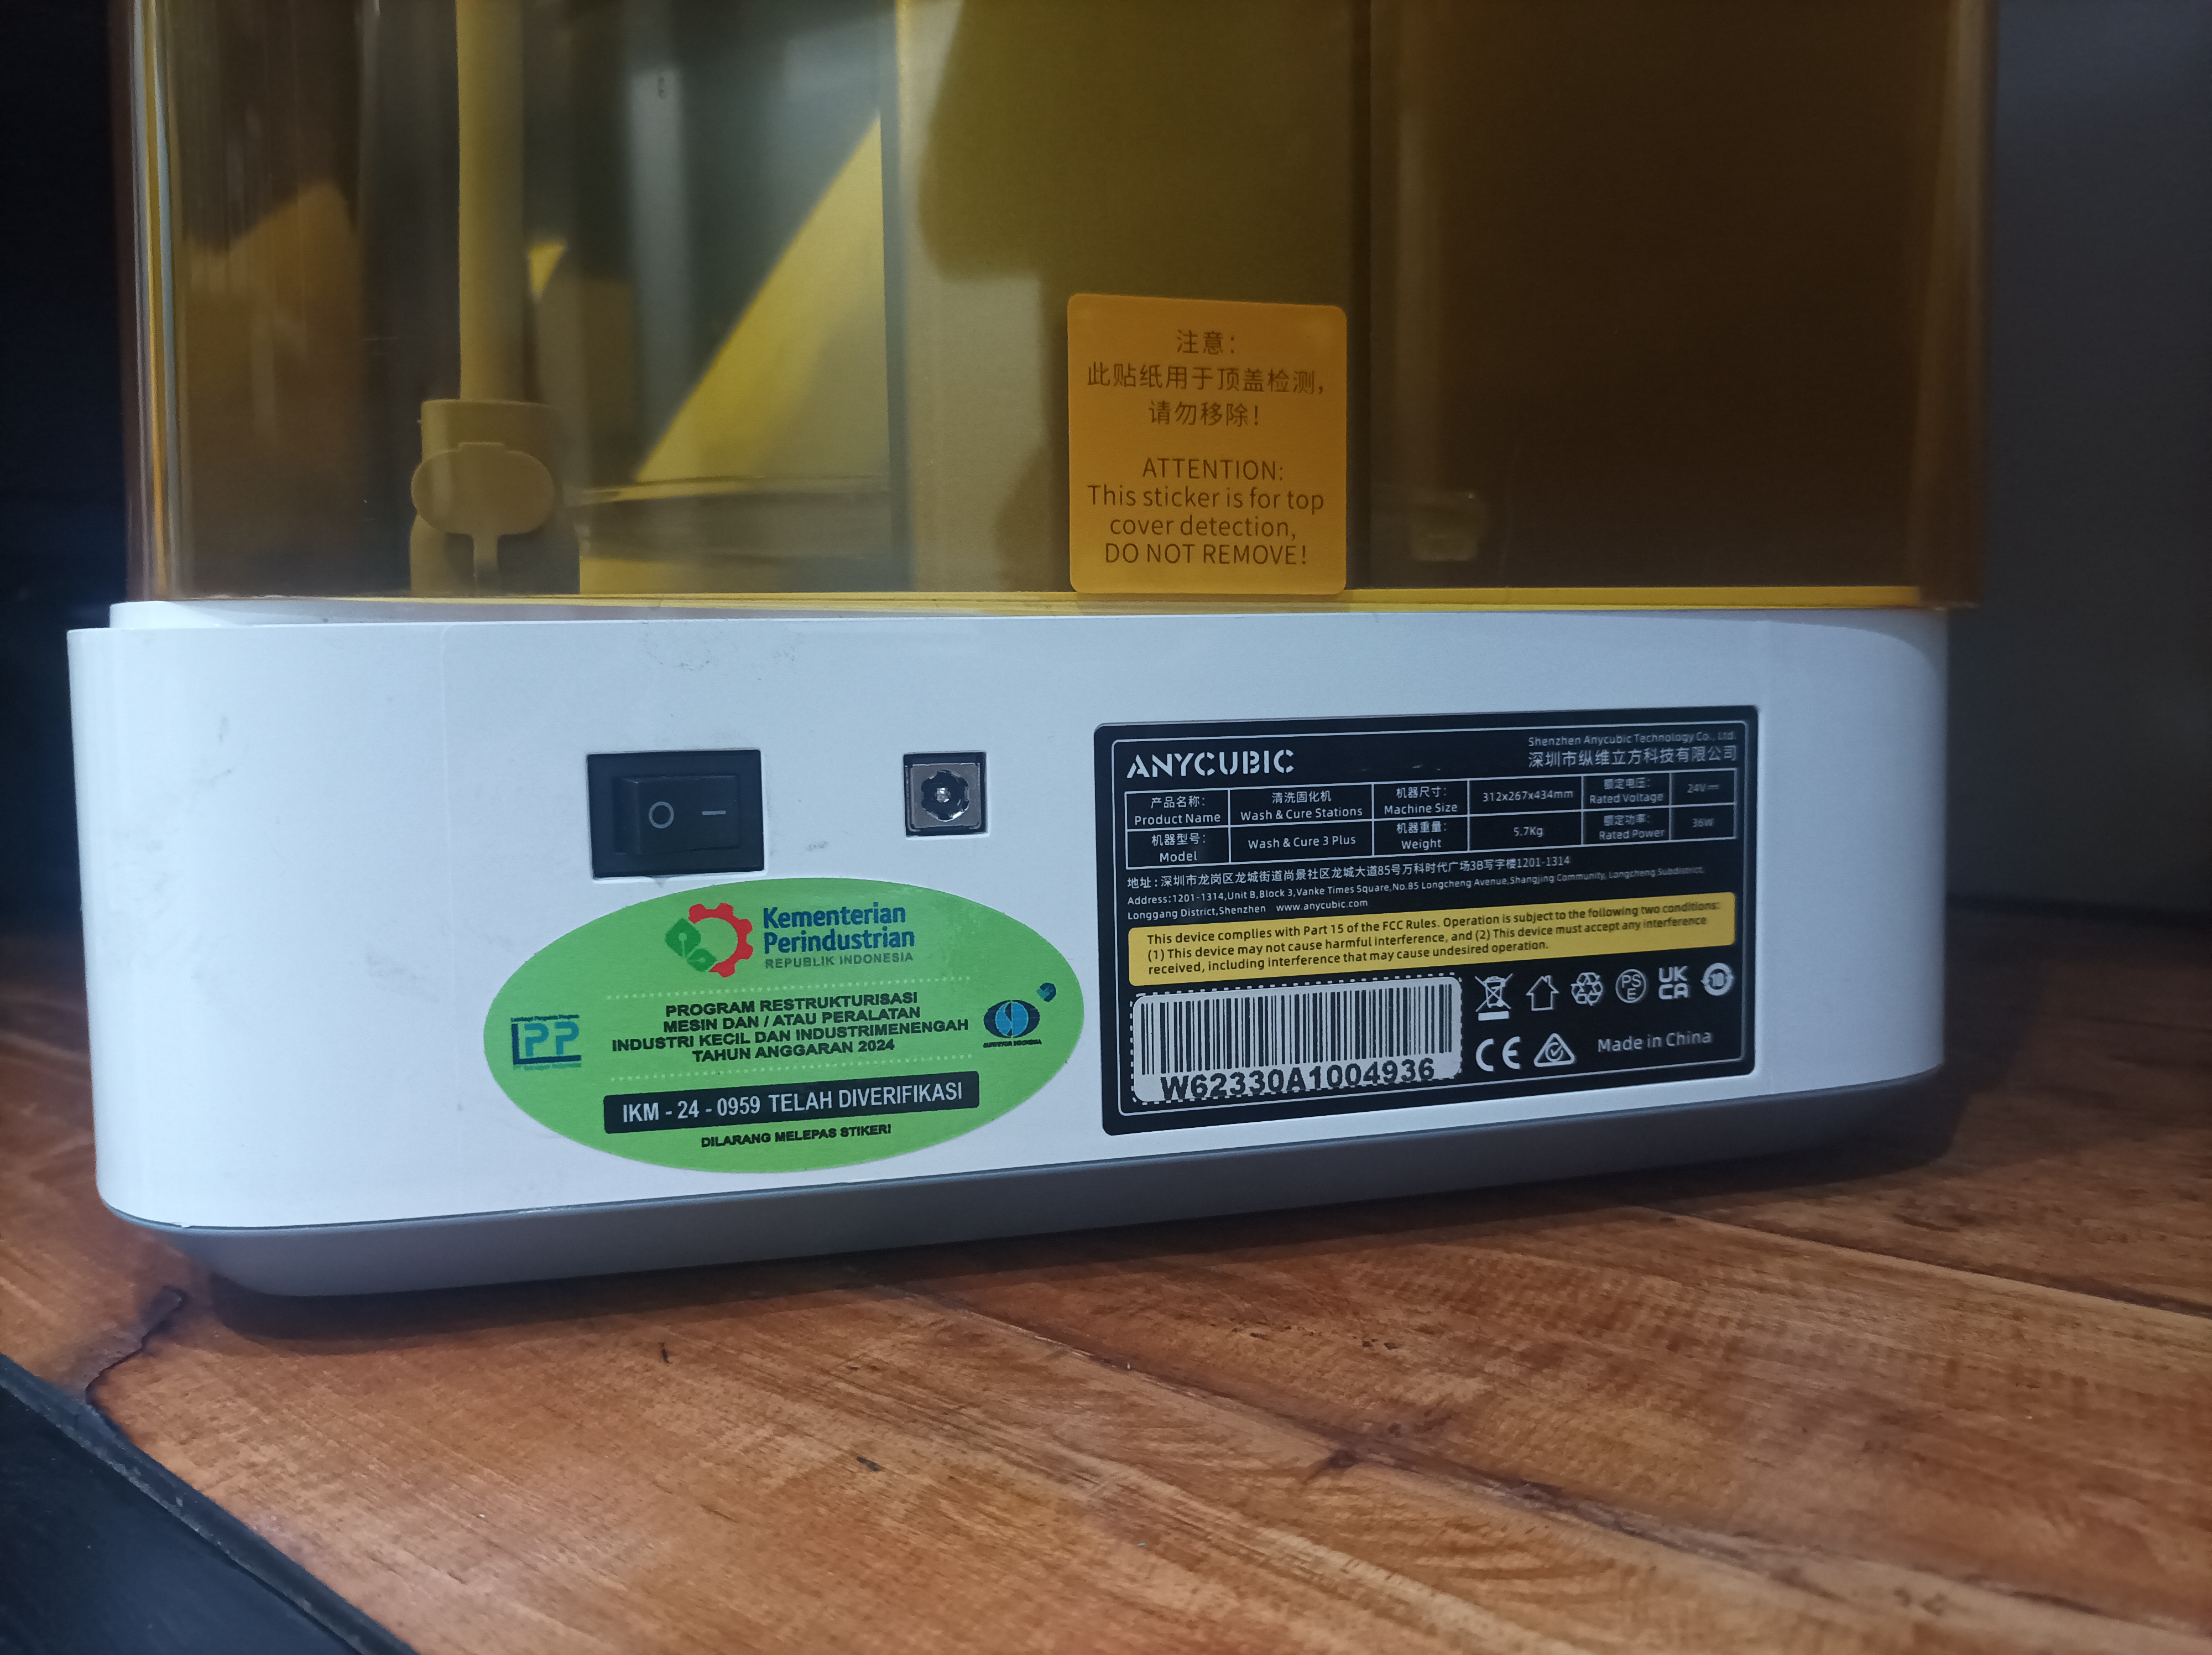 注意：
此贴纸用于顶盖检测，
请勿移除！
ATTENTION:
This sticker is for top
cover detection,
DO NOT REMOVE!
ANYCUBIC
Shenzhen Anycubic Technology Co., Ltd.
深圳市纵维立方科技有限公司
产品名称：
Product Name
清洗固化机
Wash & Cure Stations
机器尺寸：
Machine Size
312x267x434mm
额定电压：
Rated Voltage
24V
机器型号：
Model
Wash & Cure 3 Plus
机器重量：
Weight
5.7Kg
额定功率：
Rated Power
36W
地址：深圳市龙岗区龙城街道尚景社区龙城大道85号万科时代广场3B写字楼1201-1314
Address:1201-1314,Unit B,Block 3,Vanke Times Square,No.85 Longcheng Avenue,Shangjing Community, Longcheng Subdistrict,
Longgang District,Shenzhen www.anycubic.com
This device complies with Part 15 of the FCC Rules. Operation is subject to the following two conditions:
(1) This device may not cause harmful interference, and (2) This device must accept any interference
received, including interference that may cause undesired operation.
PS
E
UK
CA
10
W62330A1004936
CE
Made in China
Kementerian
Perindustrian
REPUBLIK INDONESIA
PROGRAM RESTRUKTURISASI
MESIN DAN / ATAU PERALATAN
INDUSTRI KECIL DAN INDUSTRIMENENGAH
TAHUN ANGGARAN 2024
Lembaga Pengelola Program
LPP
PT Surveyor Indonesia
SURVEYOR INDONESIA
IKM - 24 - 0959 TELAH DIVERIFIKASI
DILARANG MELEPAS STIKER!